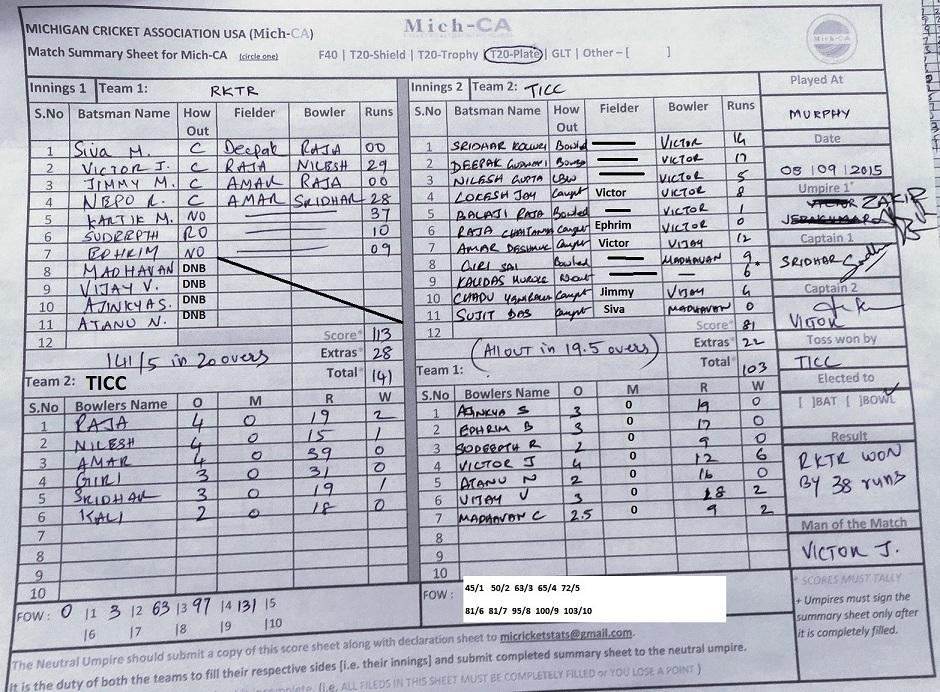 MICHIGAN CRICKET ASSOCIATION USA (Mich-CA)
Mich-CA
Match Summary Sheet for Mich-CA (circle one) F40 | T20-Shield | T20-Trophy | T20-Plate | GLT | Other – [ ]
Mich-CA
Innings 1 Team 1: RKTR
S.No Batsman Name How Out Fielder Bowler Runs
1 Siva M. C Deepak RAJA 00
2 VICTOR J. C RAJA NILESH 29
3 JIMMY M. C AMAR RAJA 00
4 NEPO R. C AMAR SRIDHAR 28
5 KARTIK M. NO 37
6 SUDEEPTH RO 10
7 EPHRIM NO 09
8 MADHAVAN DNB
9 VIJAY V. DNB
10 AJINKYA S. DNB
11 ATANU N. DNB
12
Score* 113
141/5 in 20 overs Extras* 28
Total* 141
Team 2: TICC
S.No Bowlers Name O M R W
1 RAJA 4 0 19 2
2 NILESH 4 0 15 1
3 AMAR 4 0 39 0
4 GIRI 3 0 31 0
5 SRIDHAR 3 0 19 1
6 KALI 2 0 18 0
7
8
9
10
FOW : 0 |1 3 |2 63 |3 97 |4 131 |5
|6 |7 |8 |9 |10
Innings 2 Team 2: TICC
S.No Batsman Name How Out Fielder Bowler Runs
1 SRIDHAR Bowled VICTOR 14
2 DEEPAK Bowled VICTOR 17
3 NILESH GUPTA LBW VICTOR 5
4 LOKESH JOY Caught Victor VICTOR 8
5 BALAJI RAJA Bowled VICTOR 1
6 RAJA Caught Ephrim VICTOR 0
7 AMAR Caught Victor VIJAY 12
8 GIRI SAI Bowled MADHAVAN 9
9 KALIDAS Not out 6
10 CHADU Caught Jimmy VIJAY
11 SUJIT DAS Caught Siva MADHAVAN 0
12
Score* 81
(All out in 19.5 overs) Extras* 22
Total 103
Team 1:
S.No Bowlers Name O M R W
1 AJINKYA S 3 0 19 0
2 EPHRIM B 3 0 17 0
3 SUDEEPTH R 2 0 9 0
4 VICTOR J 4 0 12 6
5 ATANU N 2 0 16 0
6 VIJAY V 3 0 18 2
7 MADHAVAN C 2.5 0 9 2
8
9
10
FOW : 45/1 50/2 63/3 65/4 72/5
81/6 81/7 95/8 100/9 103/10
Played At
MURPHY
Date
08/09/2015
Umpire 1*
ZAKIR
Captain 1
SRIDHAR
Captain 2
VICTOR
Toss won by
TICC
Elected to
[ ]BAT [ ]BOWL
Result
RKTR WON
BY 38 runs
Man of the Match
VICTOR J.
* SCORES MUST TALLY
+ Umpires must sign the
summary sheet only after
it is completely filled.
The Neutral Umpire should submit a copy of this score sheet along with declaration sheet to micricketstats@gmail.com.
It is the duty of both the teams to fill their respective sides [i.e. their innings] and submit completed summary sheet to the neutral umpire.
(i.e. ALL FILEDS IN THIS SHEET MUST BE COMPLETED FILLED or YOU LOSE A POINT )